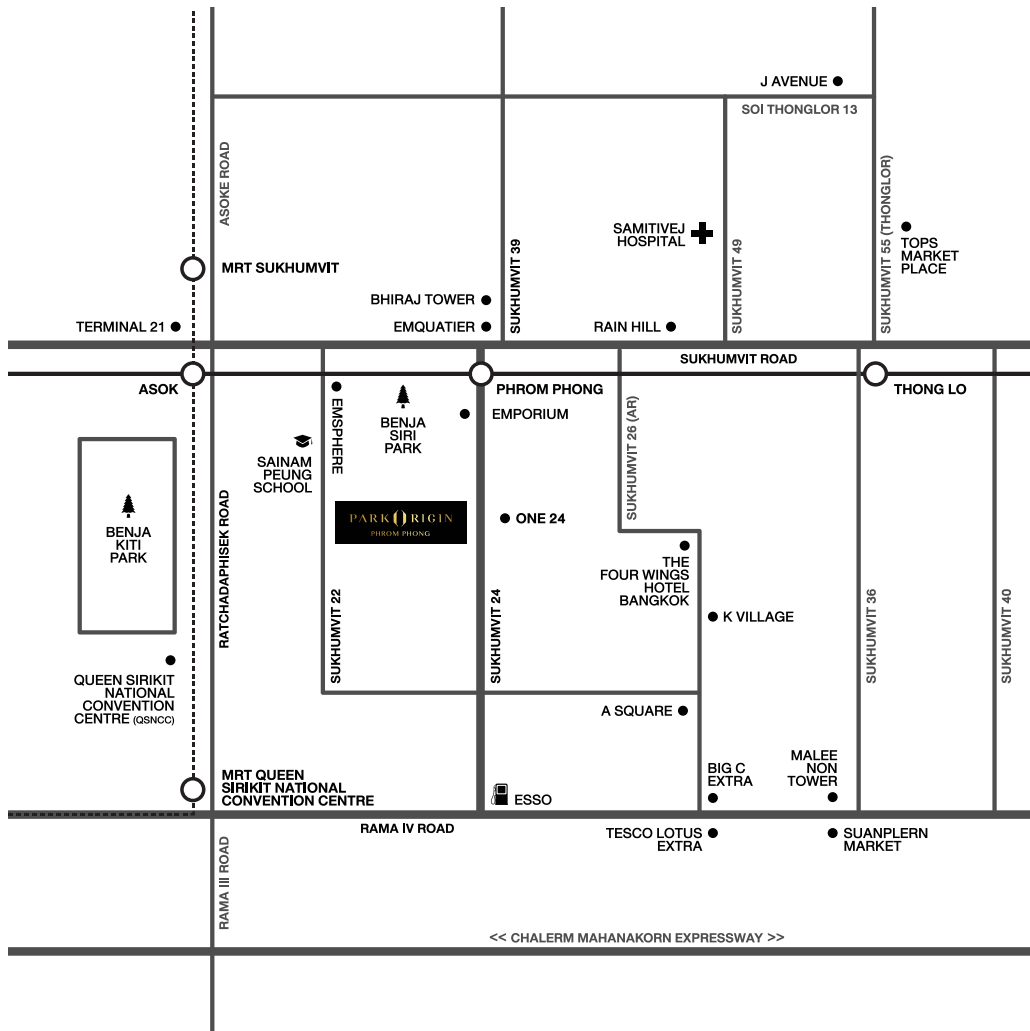 J AVENUE
SOI THONGLOR 13
ASOKE ROAD
SUKHUMVIT 39
SAMITIVEJ
HOSPITAL
SUKHUMVIT 49
SUKHUMVIT 55 (THONGLOR)
TOPS
MARKET
PLACE
MRT SUKHUMVIT
BHIRAJ TOWER
TERMINAL 21
EMQUATIER
RAIN HILL
SUKHUMVIT ROAD
ASOK
PHROM PHONG
THONG LO
EMSPHERE
BENJA
SIRI
PARK
EMPORIUM
SUKHUMVIT 26 (AR)
SAINAM
PEUNG
SCHOOL
BENJA
KITI
PARK
RATCHADAPHISEK ROAD
PARK ORIGIN
PHROM PHONG
ONE 24
THE
FOUR WINGS
HOTEL
BANGKOK
K VILLAGE
SUKHUMVIT 22
SUKHUMVIT 24
SUKHUMVIT 36
SUKHUMVIT 40
QUEEN SIRIKIT
NATIONAL
CONVENTION
CENTRE (QSNCC)
A SQUARE
MRT QUEEN
SIRIKIT NATIONAL
CONVENTION CENTRE
ESSO
BIG C
EXTRA
MALEE
NON
TOWER
RAMA IV ROAD
TESCO LOTUS
EXTRA
SUANPLERN
MARKET
RAMA III ROAD
<< CHALERM MAHANAKORN EXPRESSWAY >>